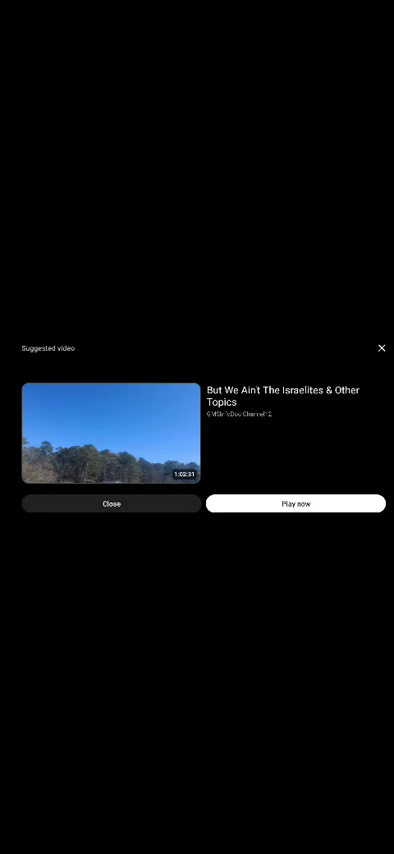 Suggested video
But We Ain't The Israelites & Other
Topics
1:02:31
Close
Play now